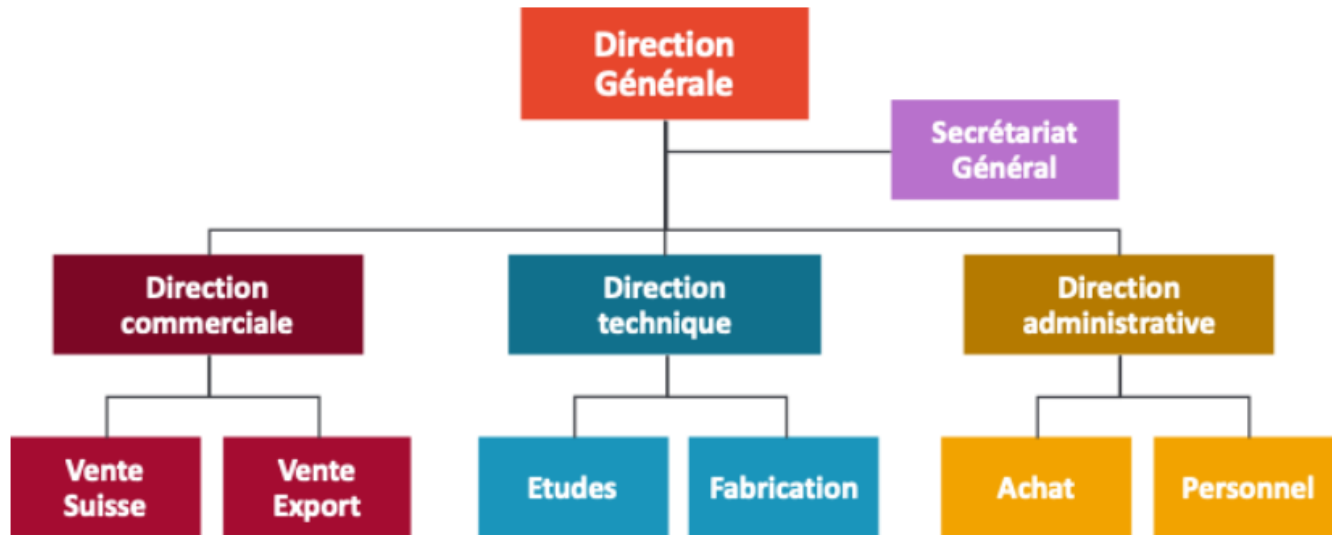 Direction
Générale
Secrétariat
Général
Direction
commerciale
Direction
technique
Direction
administrative
Vente
Suisse
Vente
Export
Etudes
Fabrication
Achat
Personnel